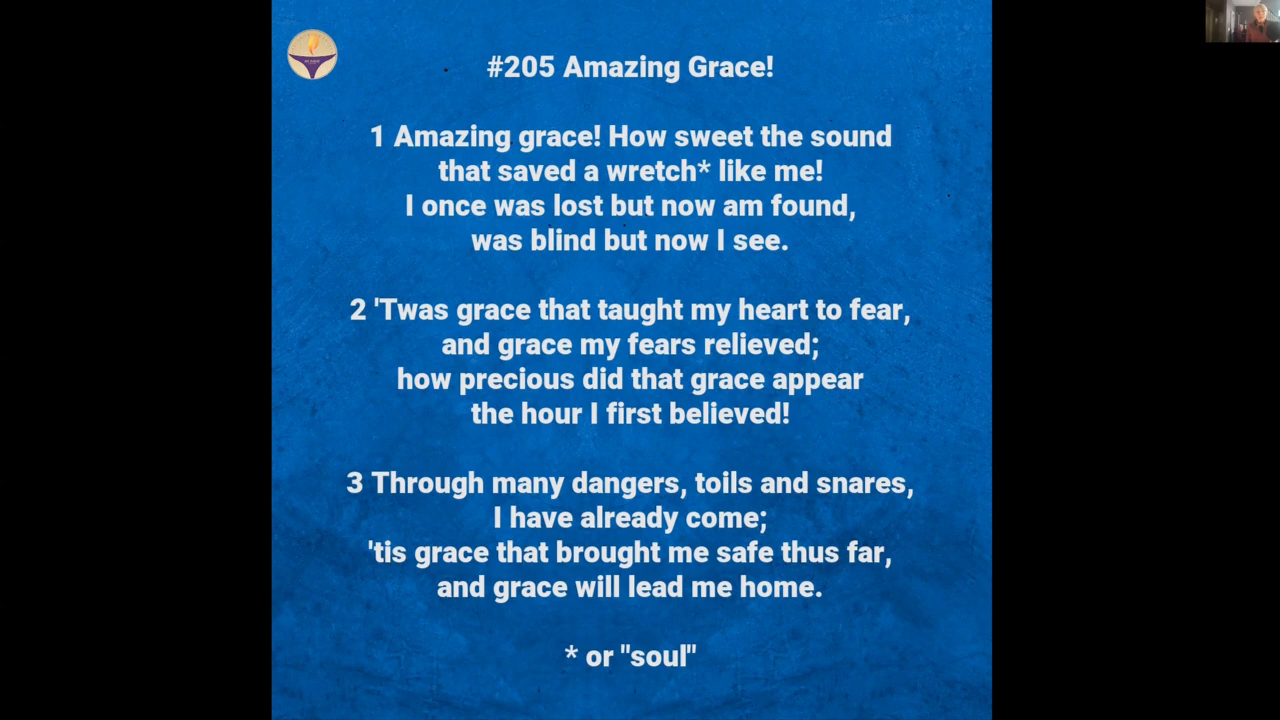 #205 Amazing Grace!
1 Amazing grace! How sweet the sound
that saved a wretch* like me!
I once was lost but now am found,
was blind but now I see.
2 'Twas grace that taught my heart to fear,
and grace my fears relieved;
how precious did that grace appear
the hour I first believed!
3 Through many dangers, toils and snares,
I have already come;
'tis grace that brought me safe thus far,
and grace will lead me home.
* or "soul"